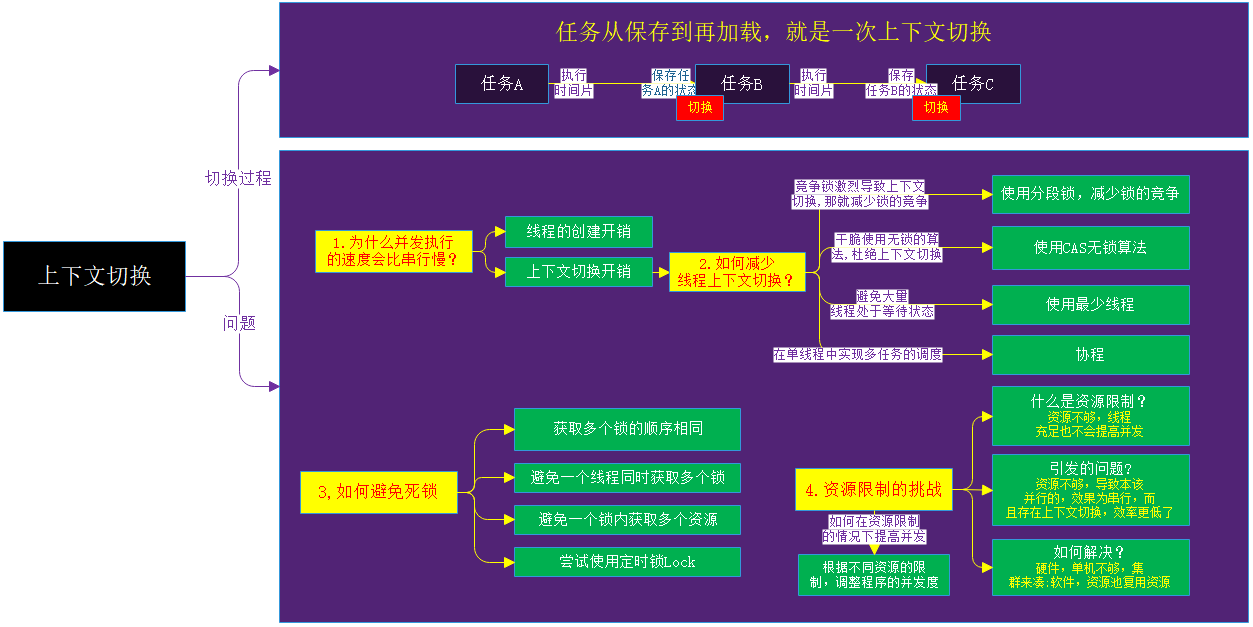 任务从保存到再加载，就是一次上下文切换
任务A
执行
时间片
保存任
务A的状态
任务B
切换
执行
时间片
保存
任务B的状态
任务C
切换
切换过程
上下文切换
问题
1.为什么并发执行
的速度会比串行慢？
线程的创建开销
上下文切换开销
2.如何减少
线程上下文切换？
竞争锁激烈导致上下文
切换,那就减少锁的竞争
使用分段锁，减少锁的竞争
干脆使用无锁的算
法,杜绝上下文切换
使用CAS无锁算法
避免大量
线程处于等待状态
使用最少线程
在单线程中实现多任务的调度
协程
3,如何避免死锁
获取多个锁的顺序相同
避免一个线程同时获取多个锁
避免一个锁内获取多个资源
尝试使用定时锁Lock
4.资源限制的挑战
如何在资源限制
的情况下提高并发
根据不同资源的限
制，调整程序的并发度
什么是资源限制？
资源不够，线程
充足也不会提高并发
引发的问题?
资源不够，导致本该
并行的，效果为串行，而
且存在上下文切换，效率更低了
如何解决？
硬件，单机不够，集
群来凑;软件，资源池复用资源